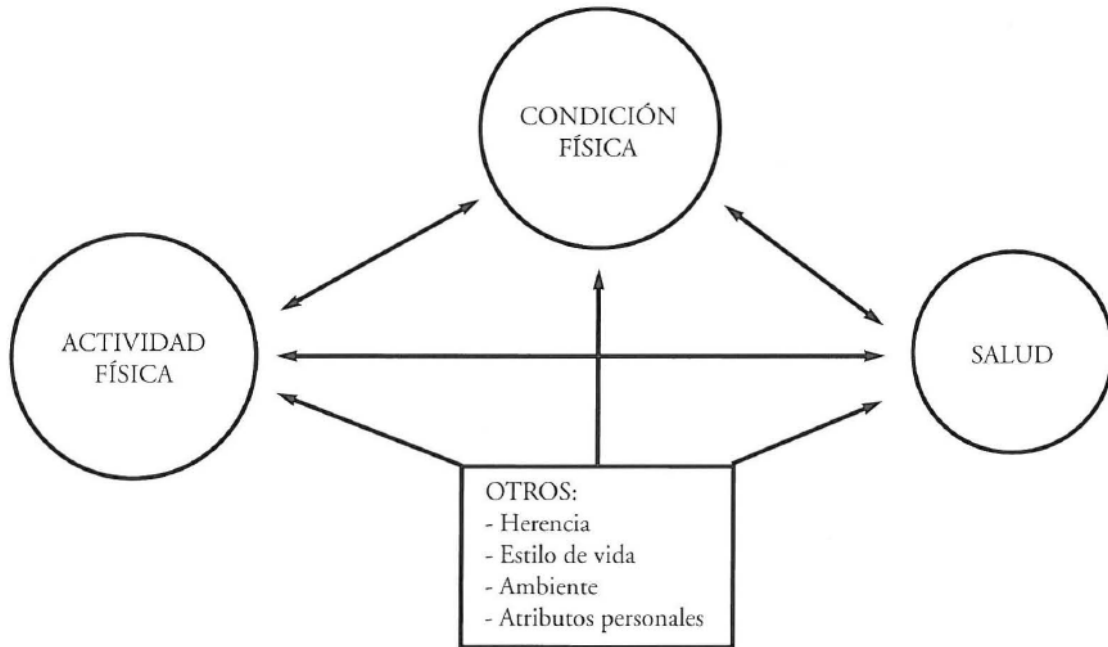 CONDICIÓN
FÍSICA
ACTIVIDAD
FÍSICA
SALUD
OTROS:
- Herencia
- Estilo de vida
- Ambiente
- Atributos personales